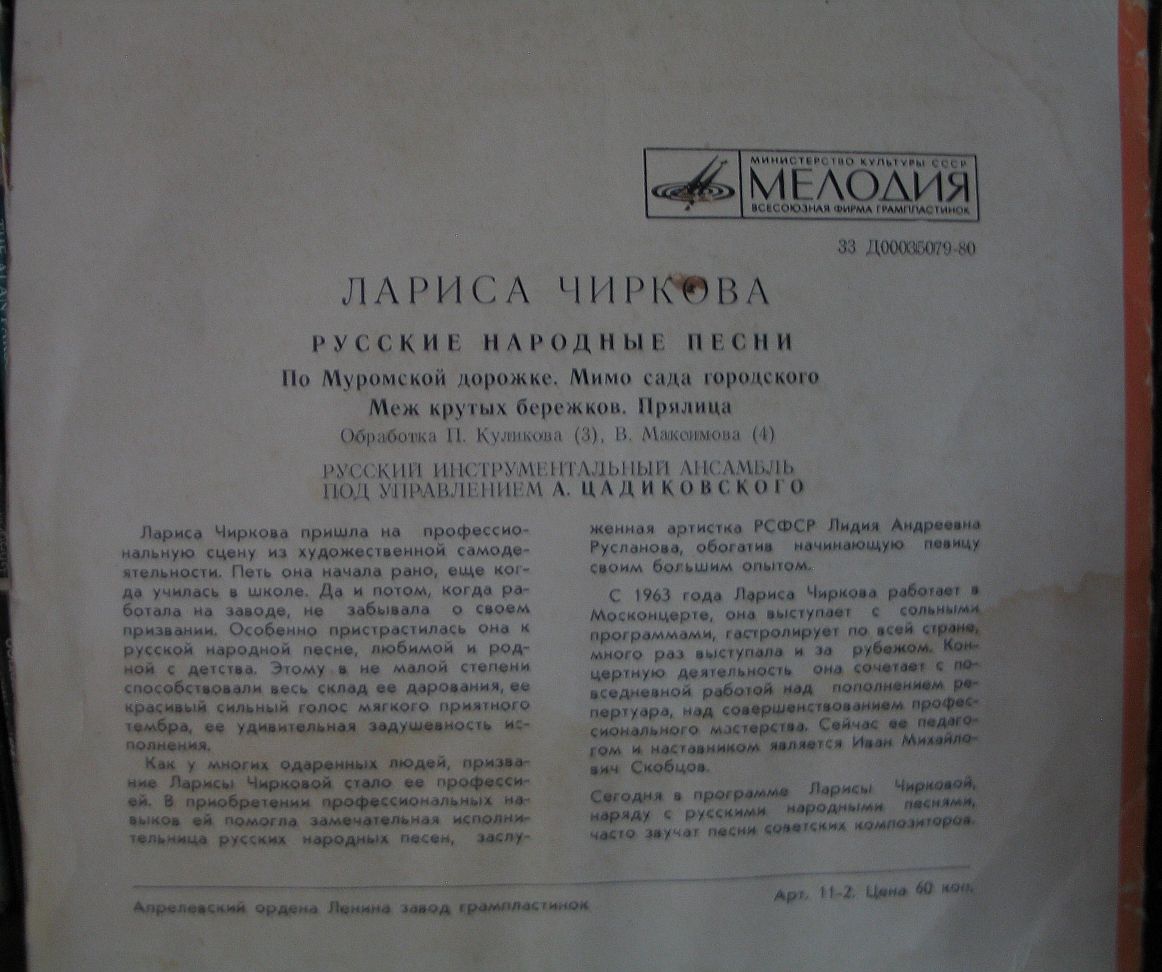 МИНИСТЕРСТВО КУЛЬТУРЫ СССР
МЕЛОДИЯ
ВСЕСОЮЗНАЯ ФИРМА ГРАМПЛАСТИНОК
33 Д00035079-80
ЛАРИСА ЧИРКОВА
РУССКИЕ НАРОДНЫЕ ПЕСНИ
По Муромской дорожке. Мимо сада городского
Меж крутых бережков. Прялица
Обработка П. Куликова (3), В. Максимова (4)
РУССКИЙ ИНСТРУМЕНТАЛЬНЫЙ АНСАМБЛЬ
ПОД УПРАВЛЕНИЕМ А. ЦАДИКОВСКОГО
Лариса Чиркова пришла на профессио-
нальную сцену из художественной самоде-
ятельности. Петь она начала рано, еще ког-
да училась в школе. Да и потом, когда ра-
ботала на заводе, не забывала о своем
призвании. Особенно пристрастилась она к
русской народной песне, любимой и род-
ной с детства. Этому в не малой степени
способствовали весь склад ее дарования, ее
красивый сильный голос мягкого приятного
тембра, ее удивительная задушевность ис-
полнения.
Как у многих одаренных людей, призва-
ние Ларисы Чирковой стало ее професси-
ей. В приобретении профессиональных на-
выков ей помогла замечательная исполни-
тельница русских народных песен, заслу-
женная артистка РСФСР Лидия Андреевна
Русланова, обогатив начинающую певицу
своим большим опытом.
С 1963 года Лариса Чиркова работает в
Москонцерте, она выступает с сольными
программами, гастролирует по всей стране,
много раз выступала и за рубежом. Кон-
цертную деятельность она сочетает с по-
вседневной работой над пополнением ре-
пертуара, над совершенствованием профес-
сионального мастерства. Сейчас ее педаго-
гом и наставником является Иван Михайло-
вич Скобцов.
Сегодня в программе Ларисы Чирковой,
наряду с русскими народными песнями,
часто звучат песни советских композиторов.
Апрелевский ордена Ленина завод грампластинок
Арт. 11-2. Цена 60 коп.